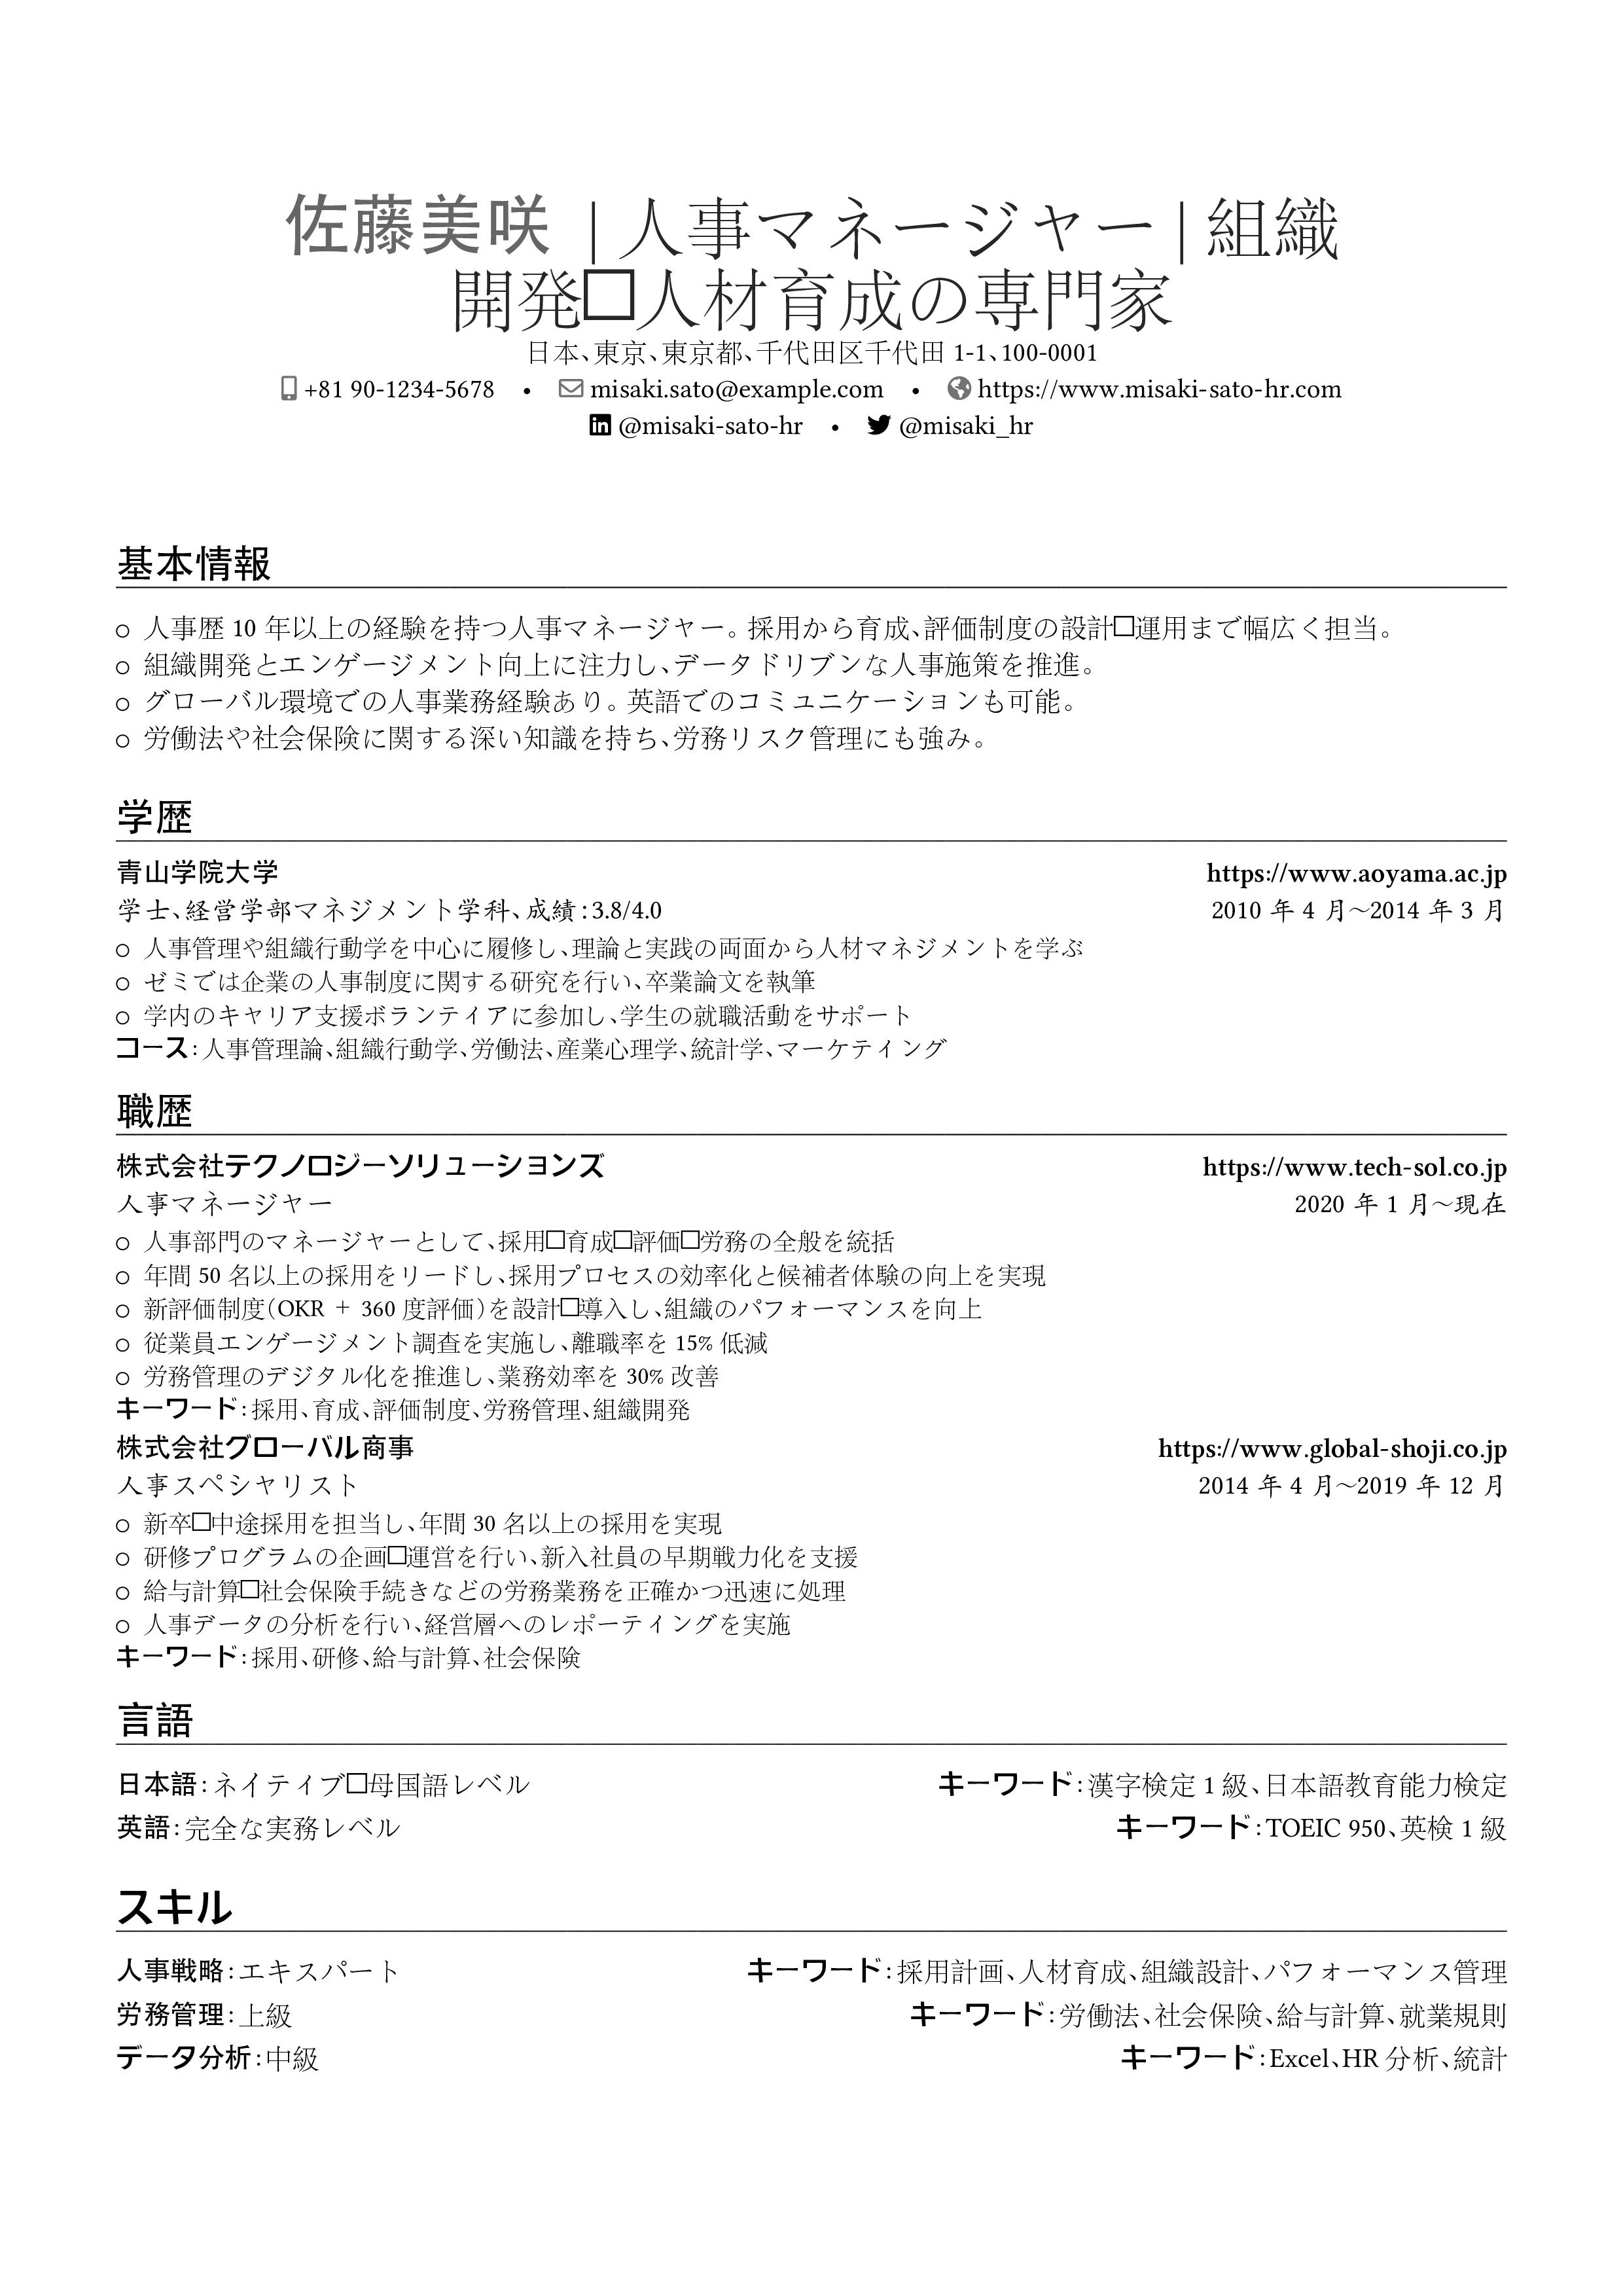 佐藤美咲 | 人事マネージャー | 組織
開発□人材育成の専門家
日本、東京、東京都、千代田区千代田 1-1、100-0001
+81 90-1234-5678 • misaki.sato@example.com • https://www.misaki-sato-hr.com
@misaki-sato-hr • @misaki_hr
基本情報
○ 人事歴 10 年以上の経験を持つ人事マネージャー。採用から育成、評価制度の設計□運用まで幅広く担当。
○ 組織開発とエンゲージメント向上に注力し、データドリブンな人事施策を推進。
○ グローバル環境での人事業務経験あり。英語でのコミュニケーションも可能。
○ 労働法や社会保険に関する深い知識を持ち、労務リスク管理にも強み。
学歴
青山学院大学 https://www.aoyama.ac.jp
学士、経営学部マネジメント学科、成績：3.8/4.0 2010 年 4 月～2014 年 3 月
○ 人事管理や組織行動学を中心に履修し、理論と実践の両面から人材マネジメントを学ぶ
○ ゼミでは企業の人事制度に関する研究を行い、卒業論文を執筆
○ 学内のキャリア支援ボランティアに参加し、学生の就職活動をサポート
コース：人事管理論、組織行動学、労働法、産業心理学、統計学、マーケティング
職歴
株式会社テクノロジーソリューションズ https://www.tech-sol.co.jp
人事マネージャー 2020 年 1 月～現在
○ 人事部門のマネージャーとして、採用□育成□評価□労務の全般を統括
○ 年間 50 名以上の採用をリードし、採用プロセスの効率化と候補者体験の向上を実現
○ 新評価制度（OKR + 360 度評価）を設計□導入し、組織のパフォーマンスを向上
○ 従業員エンゲージメント調査を実施し、離職率を 15% 低減
○ 労務管理のデジタル化を推進し、業務効率を 30% 改善
キーワード：採用、育成、評価制度、労務管理、組織開発
株式会社グローバル商事 https://www.global-shoji.co.jp
人事スペシャリスト 2014 年 4 月～2019 年 12 月
○ 新卒□中途採用を担当し、年間 30 名以上の採用を実現
○ 研修プログラムの企画□運営を行い、新入社員の早期戦力化を支援
○ 給与計算□社会保険手続きなどの労務業務を正確かつ迅速に処理
○ 人事データの分析を行い、経営層へのレポーティングを実施
キーワード：採用、研修、給与計算、社会保険
言語
日本語：ネイティブ□母国語レベル キーワード：漢字検定 1 級、日本語教育能力検定
英語：完全な実務レベル キーワード：TOEIC 950、英検 1 級
スキル
人事戦略：エキスパート キーワード：採用計画、人材育成、組織設計、パフォーマンス管理
労務管理：上級 キーワード：労働法、社会保険、給与計算、就業規則
データ分析：中級 キーワード：Excel、HR 分析、統計